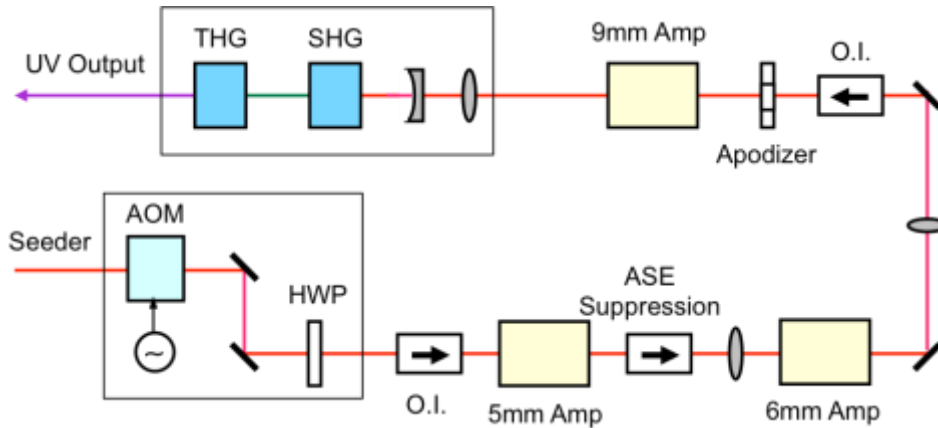 THG
SHG
9mm Amp
O.I.
UV Output
Apodizer
AOM
Seeder
HWP
ASE
Suppression
~
O.I.
5mm Amp
6mm Amp